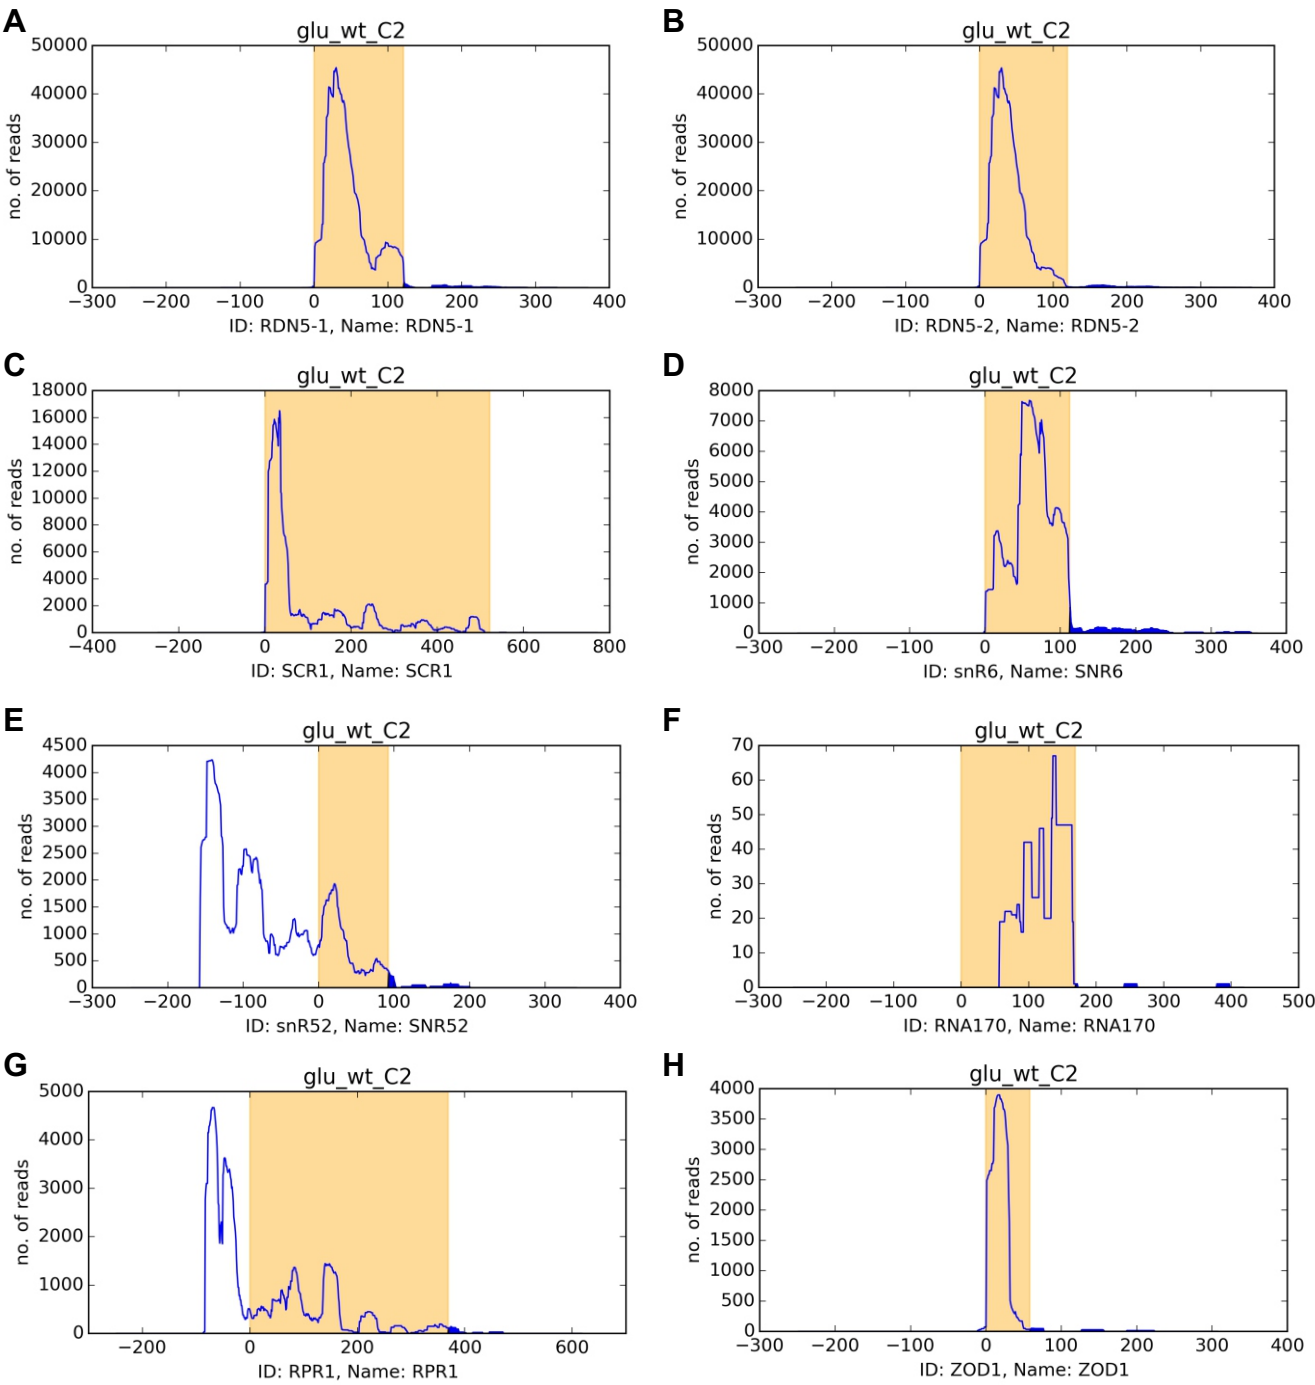 A
glu_wt_C2
50000
40000
30000
20000
10000
0
no. of reads
−300 −200 −100 0 100 200 300 400
ID: RDN5-1, Name: RDN5-1
B
glu_wt_C2
50000
40000
30000
20000
10000
0
no. of reads
−300 −200 −100 0 100 200 300 400
ID: RDN5-2, Name: RDN5-2
C
glu_wt_C2
18000
16000
14000
12000
10000
8000
6000
4000
2000
0
no. of reads
−400 −200 0 200 400 600 800
ID: SCR1, Name: SCR1
D
glu_wt_C2
8000
7000
6000
5000
4000
3000
2000
1000
0
no. of reads
−300 −200 −100 0 100 200 300 400
ID: snR6, Name: SNR6
E
glu_wt_C2
4500
4000
3500
3000
2500
2000
1500
1000
500
0
no. of reads
−300 −200 −100 0 100 200 300 400
ID: snR52, Name: SNR52
F
glu_wt_C2
70
60
50
40
30
20
10
0
no. of reads
−300 −200 −100 0 100 200 300 400 500
ID: RNA170, Name: RNA170
G
glu_wt_C2
5000
4000
3000
2000
1000
0
no. of reads
−200 0 200 400 600
ID: RPR1, Name: RPR1
H
glu_wt_C2
4000
3500
3000
2500
2000
1500
1000
500
0
no. of reads
−300 −200 −100 0 100 200 300 400
ID: ZOD1, Name: ZOD1